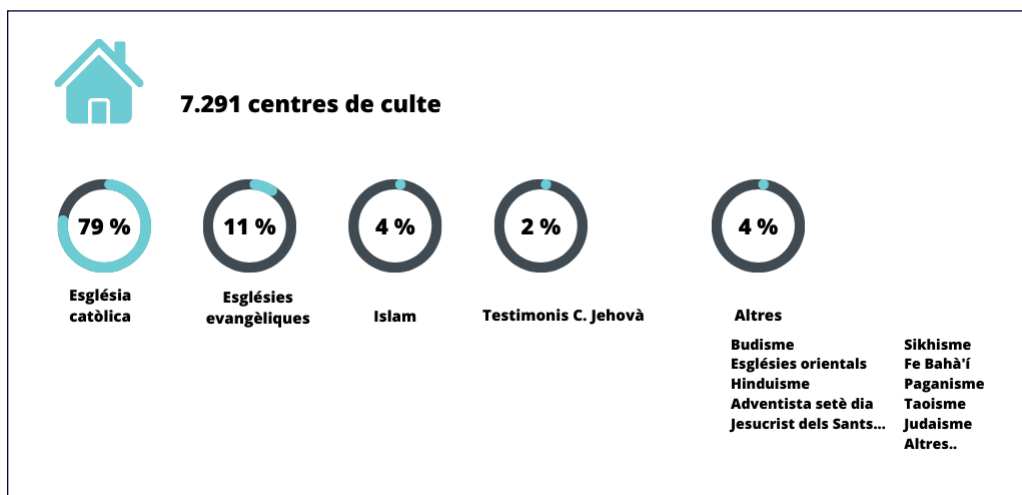 7.291 centres de culte
79 %
Església
catòlica
11 %
Esglésies
evangèliques
4 %
Islam
2 %
Testimonis C. Jehovà
4 %
Altres
Budisme
Esglésies orientals
Hinduisme
Adventista setè dia
Jesucrist dels Sants...
Sikhisme
Fe Bahà'í
Paganisme
Taoisme
Judaisme
Altres..